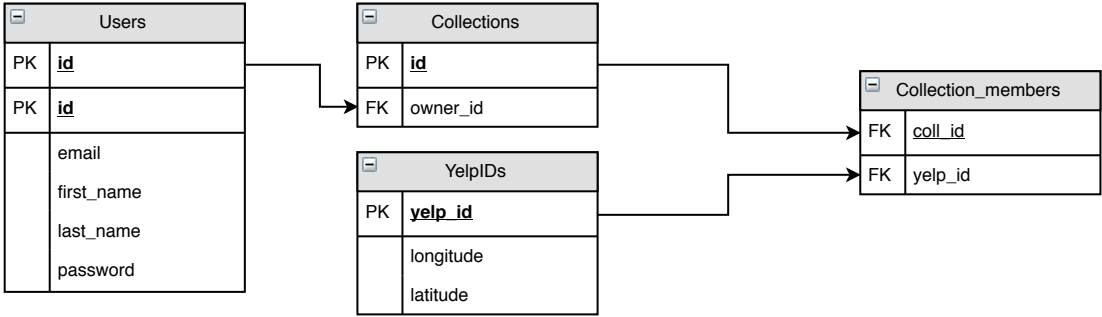 Users
PK id
PK id
email
first_name
last_name
password
Collections
PK id
FK owner_id
YelpIDs
PK yelp_id
longitude
latitude
Collection_members
FK coll_id
FK yelp_id